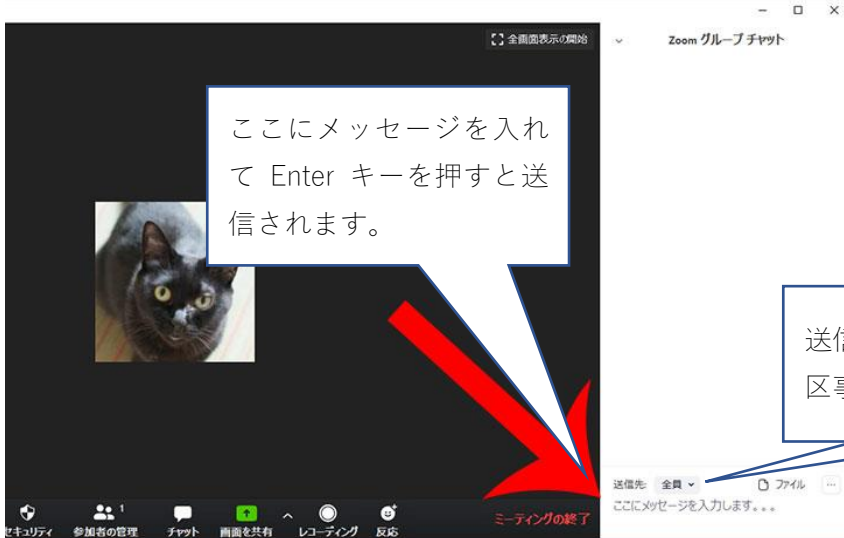 全画面表示の開始
Zoom グループ チャット
ここにメッセージを入れ
て Enter キーを押すと送
信されます。
送信
区事
送信先: 全員
ファイル
ここにメッセージを入力します。。。
セキュリティ
1
参加者の管理
チャット
画面を共有
レコーディング
反応
ミーティングの終了